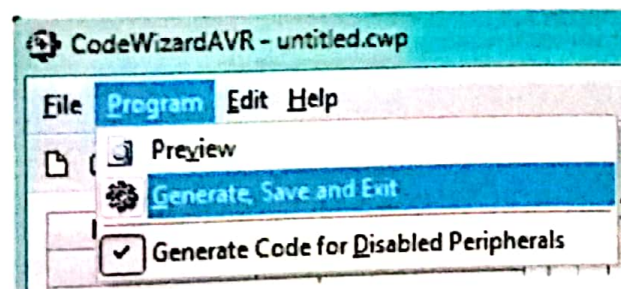 CodeWizardAVR - untitled.cwp
File Program Edit Help
Preview
Generate, Save and Exit
Generate Code for Disabled Peripherals